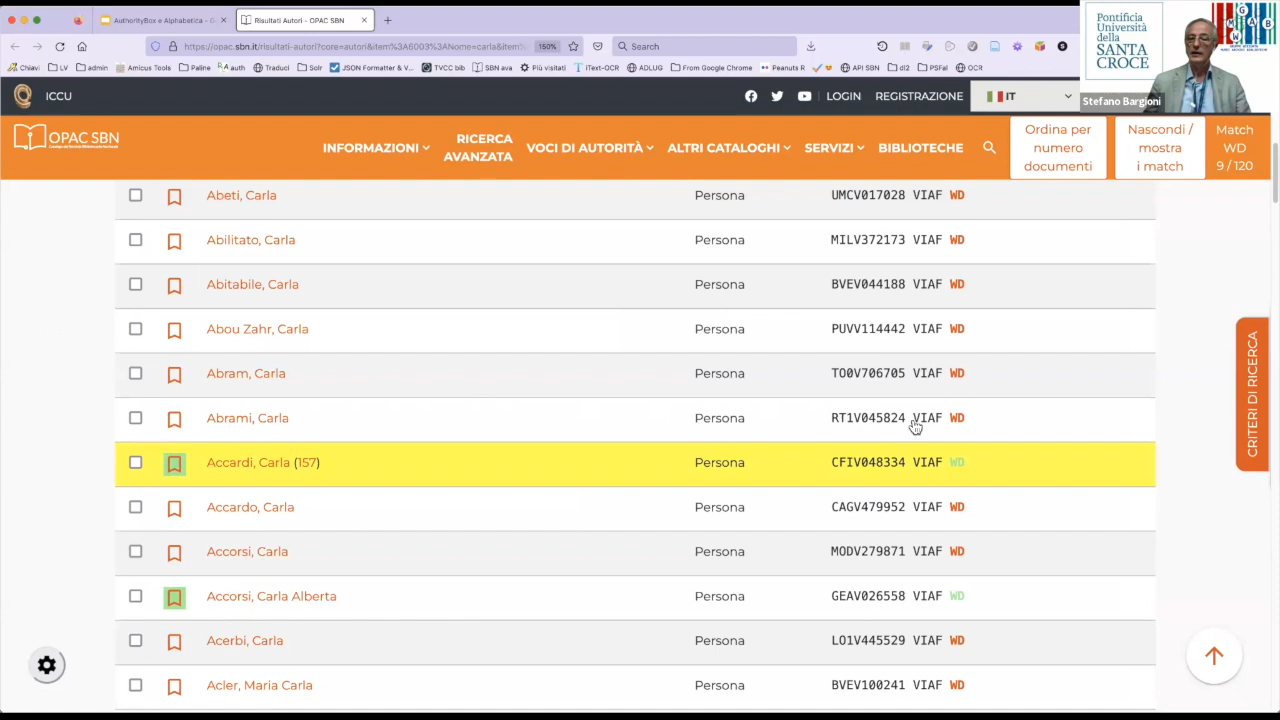 AuthorityBox e Alphabetica - G
Risultati Autori - OPAC SBN
https://opac.sbn.it/risultati-autori?core=autori&item%3A6003%3ANome=carla&item
150%
Search
Chiavi
LV
admin
Amicus Tools
Paline
auth
Traduci
Solr
JSON Formatter & V...
TVCC bib
SBN ava
Più visitati
iText-OCR
ADLUG
From Google Chrome
Peanuts R
API SBN
dl2
PSFal
OCR
Pontificia
Università
della
SANTA
CROCE
G
A
B
M
W
Stefano Bargioni
ICCU
LOGIN
REGISTRAZIONE
IT
OPAC SBN
INFORMAZIONI
RICERCA
AVANZATA
VOCI DI AUTORITÀ
ALTRI CATALOGHI
SERVIZI
BIBLIOTECHE
Ordina per
numero
documenti
Nascondi /
mostra
i match
Match
WD
9 / 120
Abeti, Carla Persona UMCV017028 VIAF WD
Abilitato, Carla Persona MILV372173 VIAF WD
Abitabile, Carla Persona BVEV044188 VIAF WD
Abou Zahr, Carla Persona PUVV114442 VIAF WD
Abram, Carla Persona TO0V706705 VIAF WD
Abrami, Carla Persona RT1V045824 VIAF WD
Accardi, Carla (157) Persona CFIV048334 VIAF WD
Accardo, Carla Persona CAGV479952 VIAF WD
Accorsi, Carla Persona MODV279871 VIAF WD
Accorsi, Carla Alberta Persona GEAV026558 VIAF WD
Acerbi, Carla Persona LO1V445529 VIAF WD
Acler, Maria Carla Persona BVEV100241 VIAF WD
CRITERI DI RICERCA